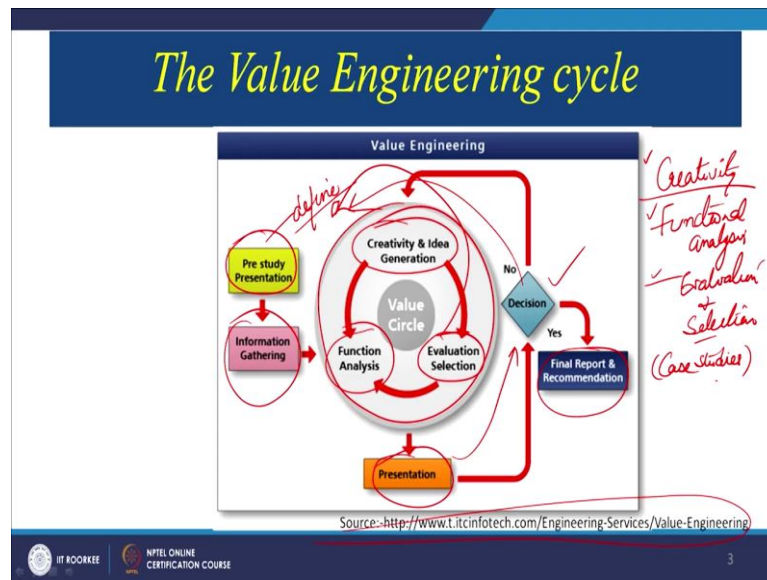 The Value Engineering cycle
Value Engineering
define
Creativity & Idea
Generation
Pre study
Presentation
Value
Circle
Information
Gathering
Function
Analysis
Evaluation
Selection
No
Decision
Yes
Final Report &
Recommendation
Presentation
Creativity
Functional
analysis
Evaluation
&
Selection
(Case studies)
Source:-http://www.t.itcinfotech.com/Engineering-Services/Value-Engineering
IIT ROORKEE
NPTEL ONLINE
CERTIFICATION COURSE
3